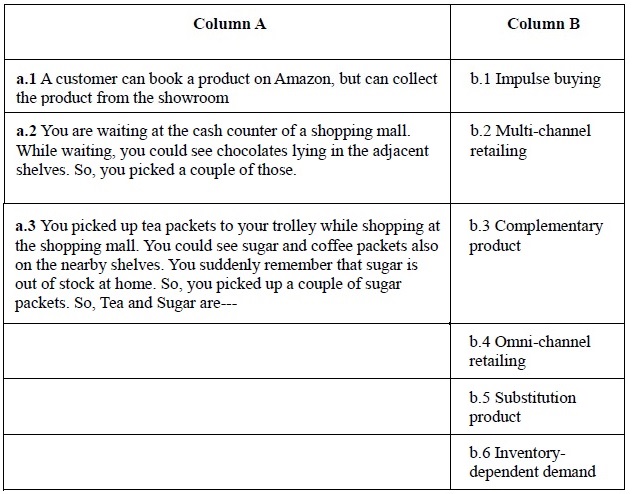 Column A
Column B
a.1 A customer can book a product on Amazon, but can collect
the product from the showroom
b.1 Impulse buying
a.2 You are waiting at the cash counter of a shopping mall.
While waiting, you could see chocolates lying in the adjacent
shelves. So, you picked a couple of those.
b.2 Multi-channel
retailing
a.3 You picked up tea packets to your trolley while shopping at
the shopping mall. You could see sugar and coffee packets also
on the nearby shelves. You suddenly remember that sugar is
out of stock at home. So, you picked up a couple of sugar
packets. So, Tea and Sugar are---
b.3 Complementary
product
b.4 Omni-channel
retailing
b.5 Substitution
product
b.6 Inventory-
dependent demand